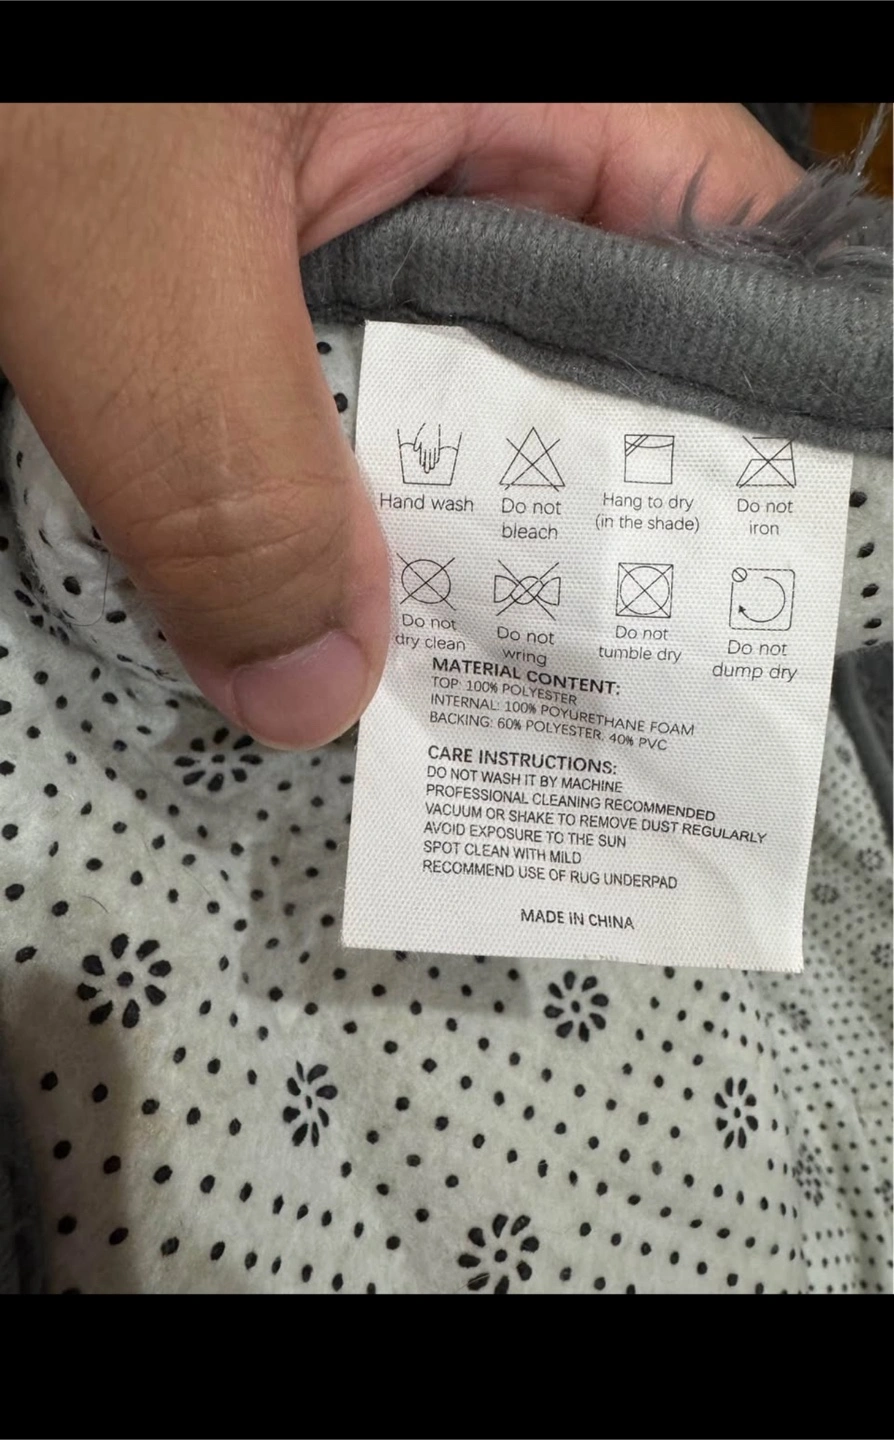 Hand wash
Do not
bleach
Hang to dry
(in the shade)
Do not
iron
Do not
dry clean
Do not
wring
Do not
tumble dry
Do not
dump dry
MATERIAL CONTENT:
TOP: 100% POLYESTER
INTERNAL: 100% POYURETHANE FOAM
BACKING: 60% POLYESTER. 40% PVC
CARE INSTRUCTIONS:
DO NOT WASH IT BY MACHINE
PROFESSIONAL CLEANING RECOMMENDED
VACUUM OR SHAKE TO REMOVE DUST REGULARLY
AVOID EXPOSURE TO THE SUN
SPOT CLEAN WITH MILD
RECOMMEND USE OF RUG UNDERPAD
MADE IN CHINA